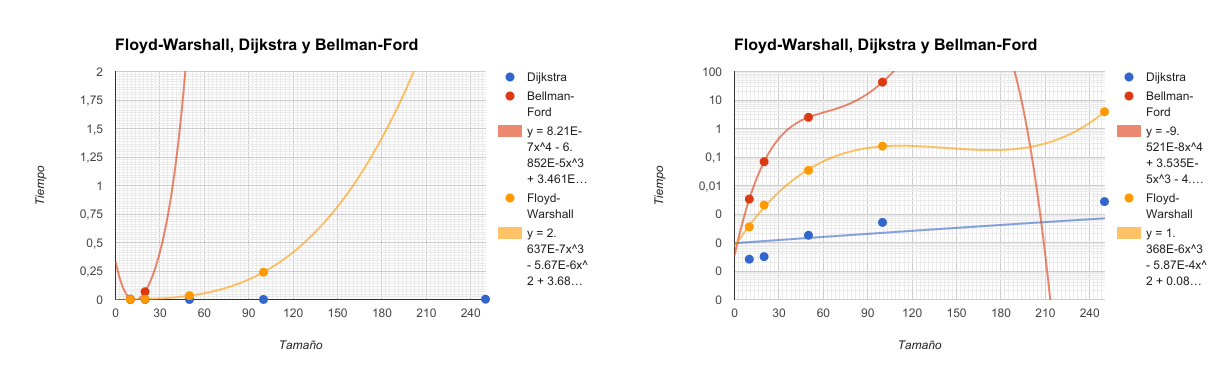 Floyd-Warshall, Dijkstra y Bellman-Ford
2
1,75
1,5
1,25
1
0,75
0,5
0,25
0
0 30 60 90 120 150 180 210 240
Tiempo
Tamaño
Dijkstra
Bellman-
Ford
y = 8.21E-
7x^4 - 6.
852E-5x^3
+ 3.461E…
Floyd-
Warshall
y = 2.
637E-7x^3
- 5.67E-6x^
2 + 3.68…
Floyd-Warshall, Dijkstra y Bellman-Ford
100
10
1
0,1
0,01
0
0
0
0
0 30 60 90 120 150 180 210 240
Tiempo
Tamaño
Dijkstra
Bellman-
Ford
y = -9.
521E-8x^4
+ 3.535E-
5x^3 - 4.…
Floyd-
Warshall
y = 1.
368E-6x^3
- 5.87E-4x^
2 + 0.08…